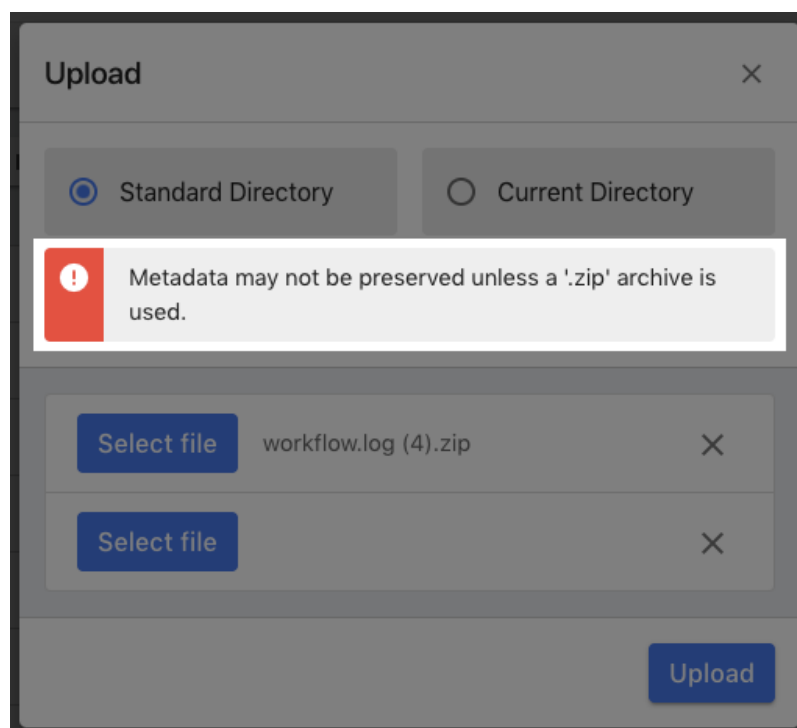 Upload
Standard Directory
Current Directory
Metadata may not be preserved unless a '.zip' archive is
used.
Select file
workflow.log (4).zip
Select file
Upload